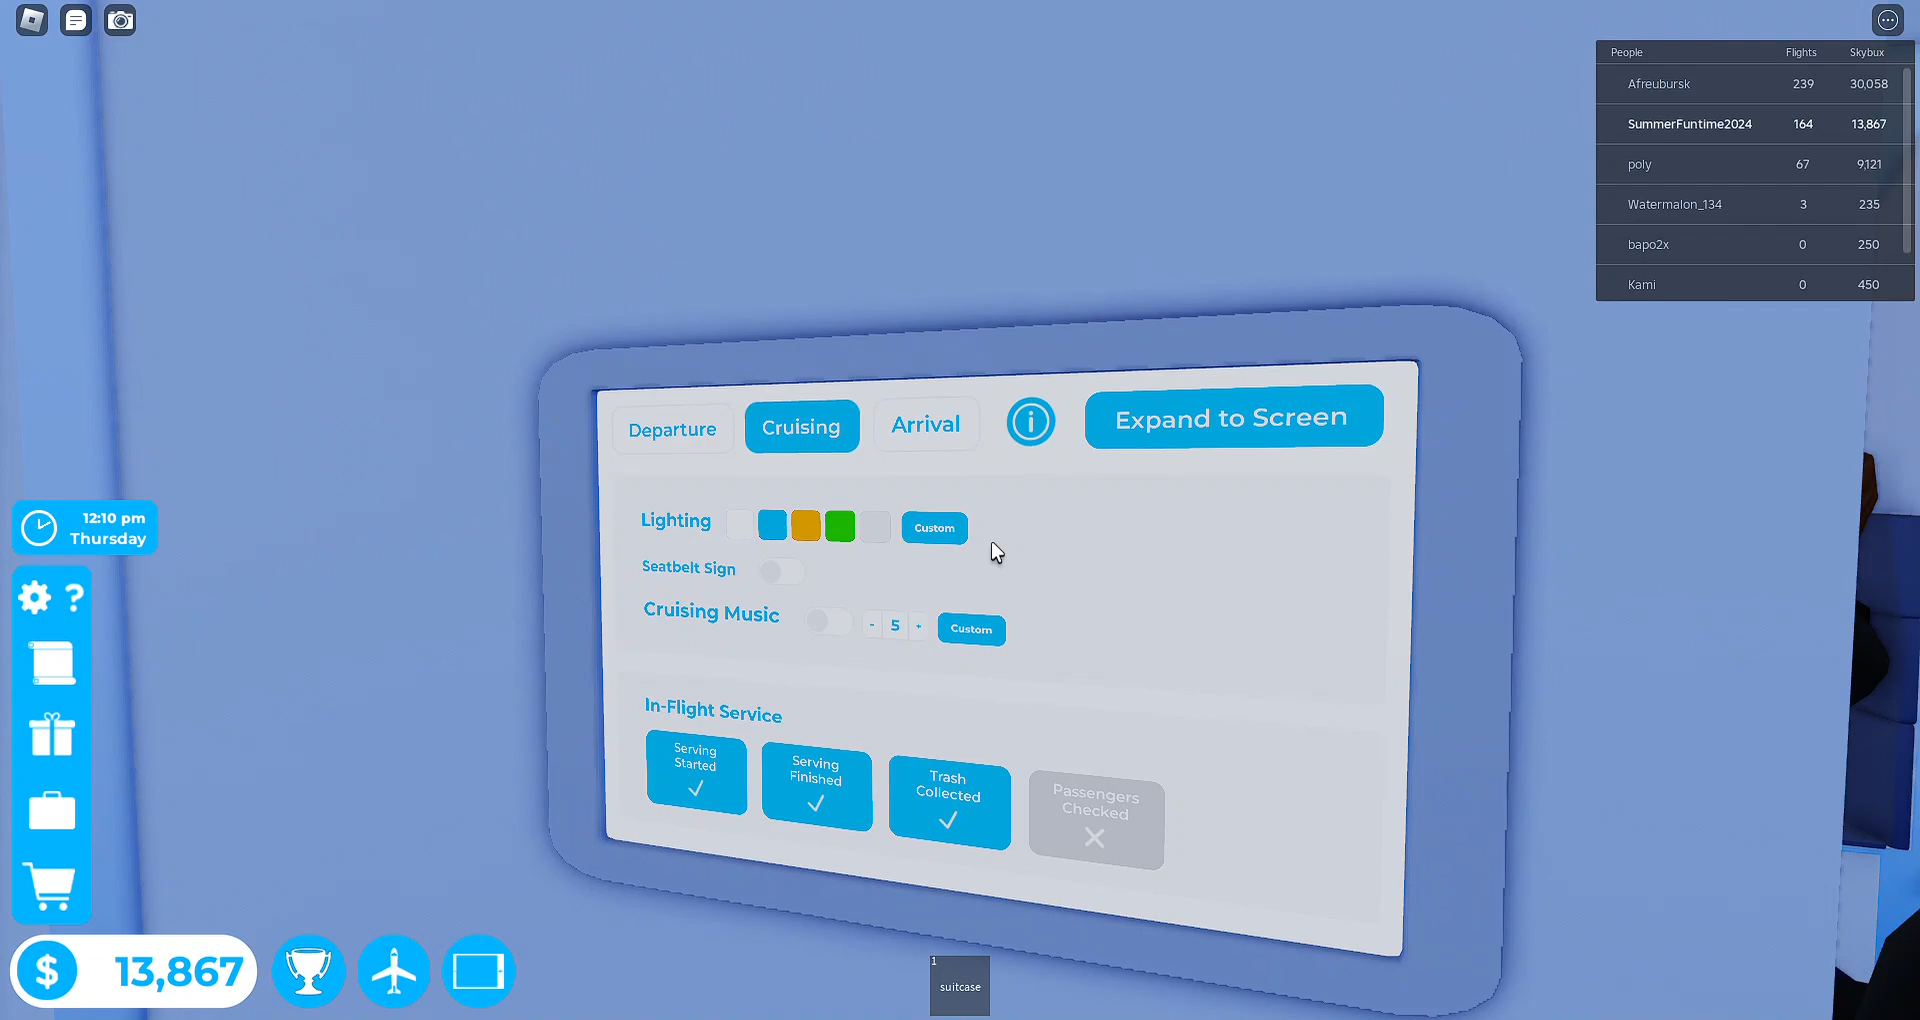 People Flights Skybux
Afreubursk 239 30,058
SummerFuntime2024 164 13,867
poly 67 9,121
Watermalon_134 3 235
bapo2x 0 250
Kami 0 450
Departure Cruising Arrival i Expand to Screen
Lighting Custom
Seatbelt Sign
Cruising Music - 5 + Custom
In-Flight Service
Serving
Started
Serving
Finished
Trash
Collected
Passengers
Checked
12:10 pm
Thursday
?
$ 13,867
1
suitcase